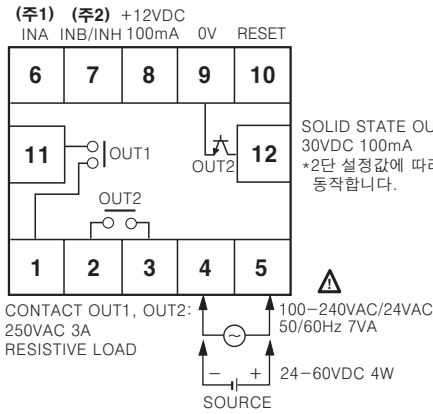 (주1) (주2) +12VDC
INA INB/INH 100mA 0V RESET
6 7 8 9 10
11 OUT1 OUT2 12
SOLID STATE OU
30VDC 100mA
*2단 설정값에 따라
동작합니다.
OUT2
1 2 3 4 5
CONTACT OUT1, OUT2:
250VAC 3A
RESISTIVE LOAD
100-240VAC/24VAC
50/60Hz 7VA
- + 24-60VDC 4W
SOURCE